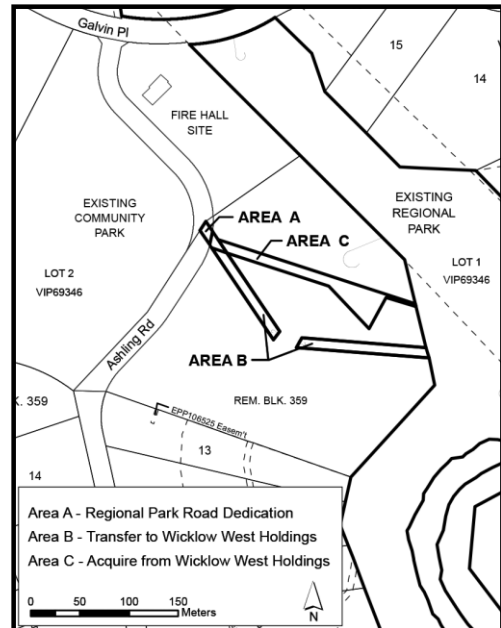 Galvin Pl
15
14
FIRE HALL
SITE
EXISTING
COMMUNITY
PARK
AREA A
AREA C
EXISTING
REGIONAL
PARK
LOT 2
VIP69346
LOT 1
VIP69346
Ashling Rd
AREA B
REM. BLK. 359
K. 359
EPP106525 Easem't
13
14
Area A - Regional Park Road Dedication
Area B - Transfer to Wicklow West Holdings
Area C - Acquire from Wicklow West Holdings
0 50 100 150
Meters
N